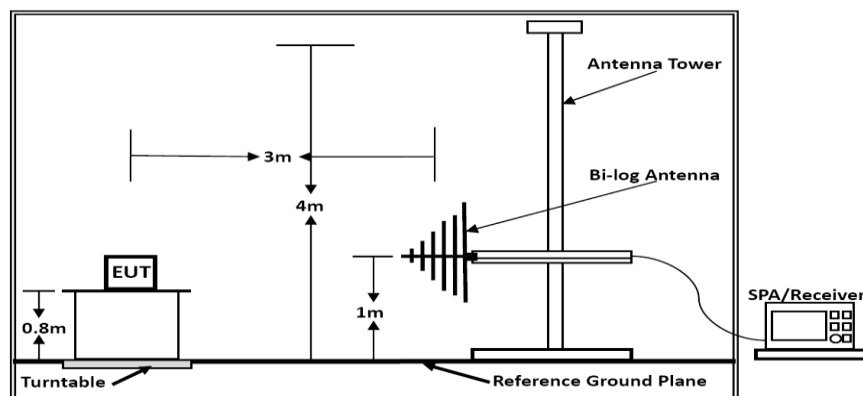 Antenna Tower
3m
Bi-log Antenna
4m
EUT
SPA/Receiver
0.8m
1m
Turntable
Reference Ground Plane